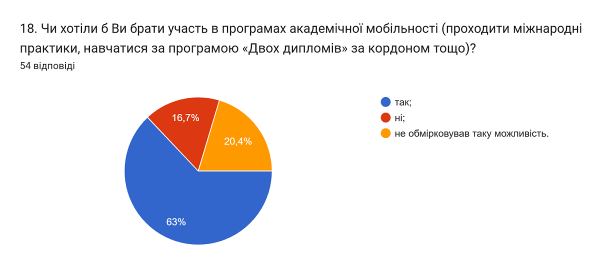 18. Чи хотіли б Ви брати участь в програмах академічної мобільності (проходити міжнародні
практики, навчатися за програмою «Двох дипломів» за кордоном тощо)?
54 відповіді
16,7%
20,4%
63%
так;
ні;
не обмірковував таку можливість.